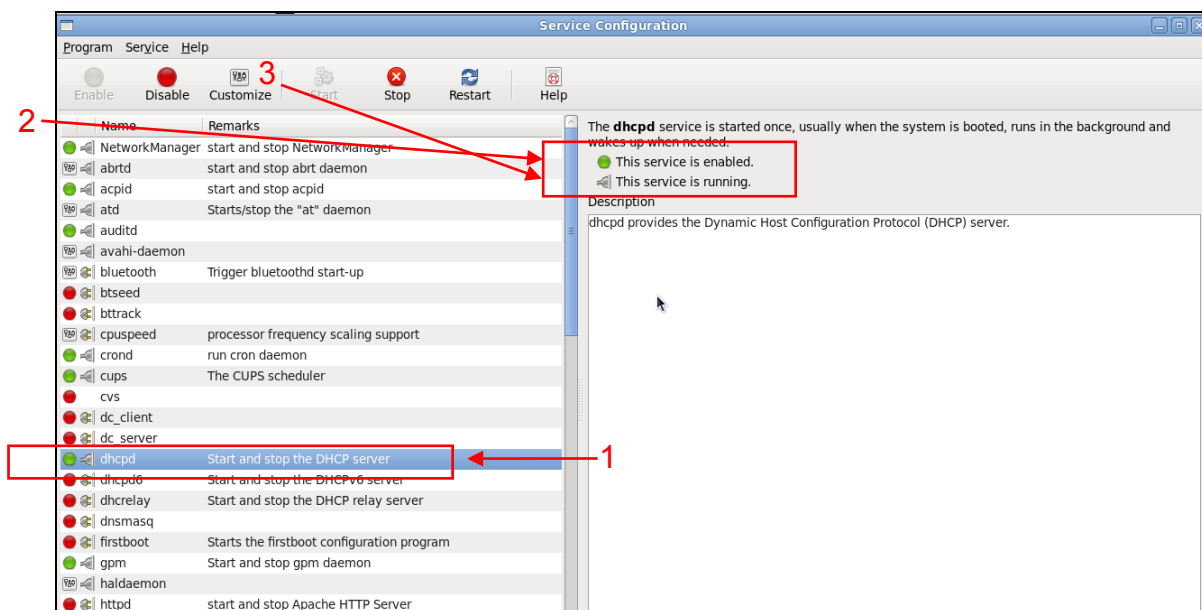 Service Configuration
Program Service Help
Enable Disable Customize Start Stop Restart Help
3
2
Name Remarks
NetworkManager start and stop NetworkManager
abrtd start and stop abrt daemon
acpid start and stop acpid
atd Starts/stop the "at" daemon
auditd
avahi-daemon
bluetooth Trigger bluetoothd start-up
btseed
bttrack
cpuspeed processor frequency scaling support
crond run cron daemon
cups The CUPS scheduler
cvs
dc_client
dc_server
dhcpd Start and stop the DHCP server
1
dhcpd6 Start and stop the DHCPv6 server
dhcrelay Start and stop the DHCP relay server
dnsmasq
firstboot Starts the firstboot configuration program
gpm Start and stop gpm daemon
haldaemon
httpd start and stop Apache HTTP Server
The dhcpd service is started once, usually when the system is booted, runs in the background and
wakes up when needed.
This service is enabled.
This service is running.
Description
dhcpd provides the Dynamic Host Configuration Protocol (DHCP) server.